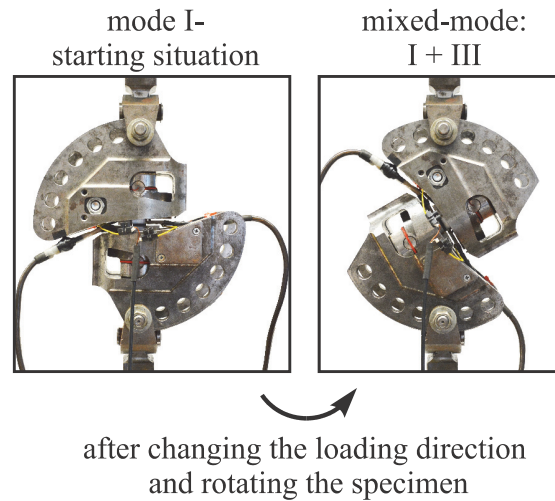 mode I-
starting situation
mixed-mode:
I + III
after changing the loading direction
and rotating the specimen